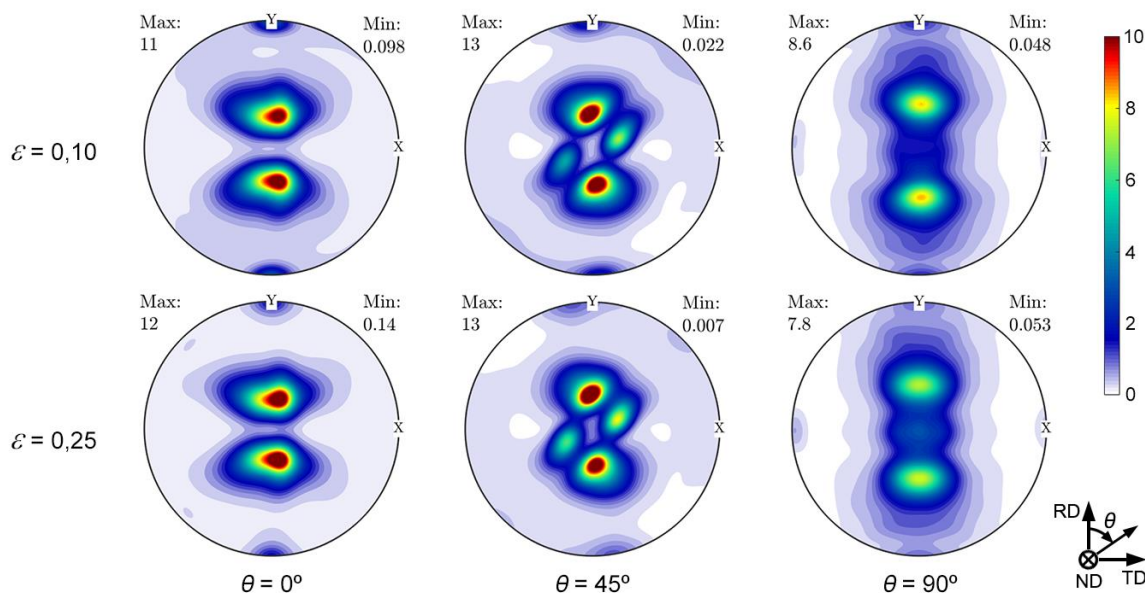 Max:
11
Y
Min:
0.098
X
Max:
13
Y
Min:
0.022
X
Max:
8.6
Y
Min:
0.048
X
ε = 0,10
Max:
12
Y
Min:
0.14
X
Max:
13
Y
Min:
0.007
X
Max:
7.8
Y
Min:
0.053
X
ε = 0,25
10
8
6
4
2
0
RD
θ
ND
TD
θ = 0º
θ = 45º
θ = 90º